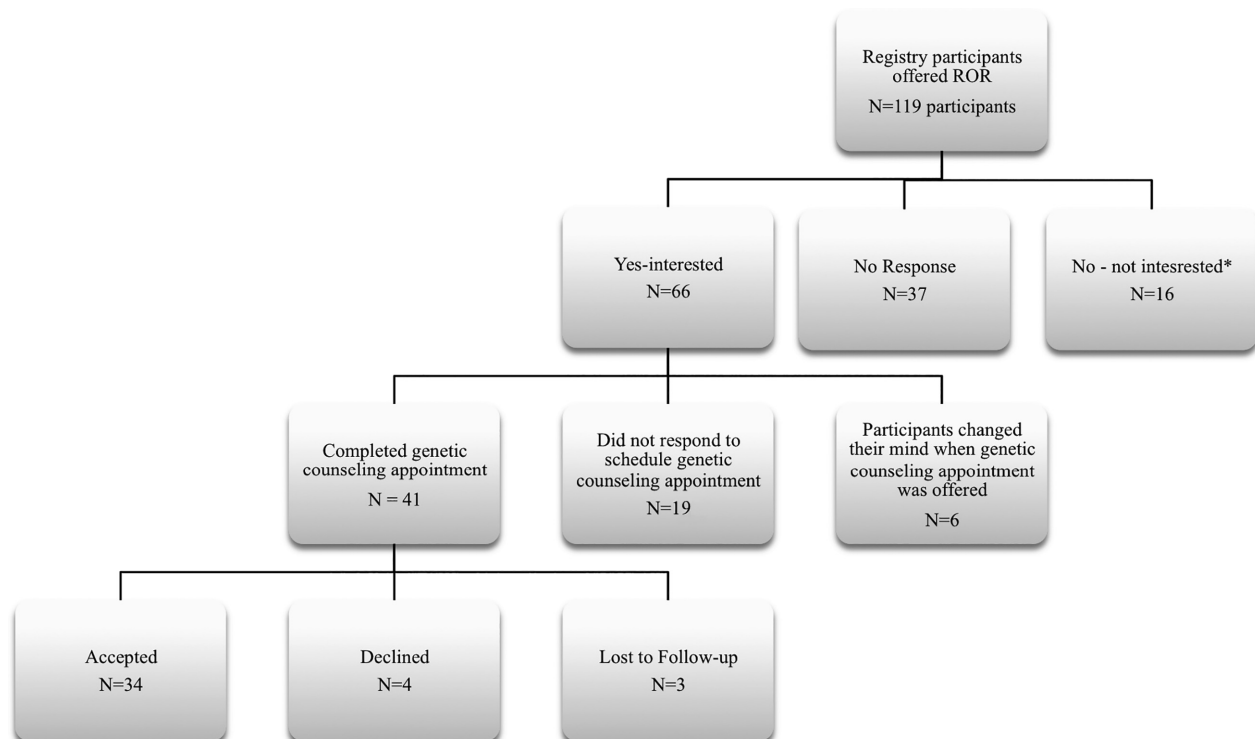 Registry participants
offered ROR
N=119 participants
Yes-interested
N=66
No Response
N=37
No - not intesrested*
N=16
Completed genetic
counseling appointment
N = 41
Did not respond to
schedule genetic
counseling appointment
N=19
Participants changed
their mind when genetic
counseling appointment
was offered
N=6
Accepted
N=34
Declined
N=4
Lost to Follow-up
N=3